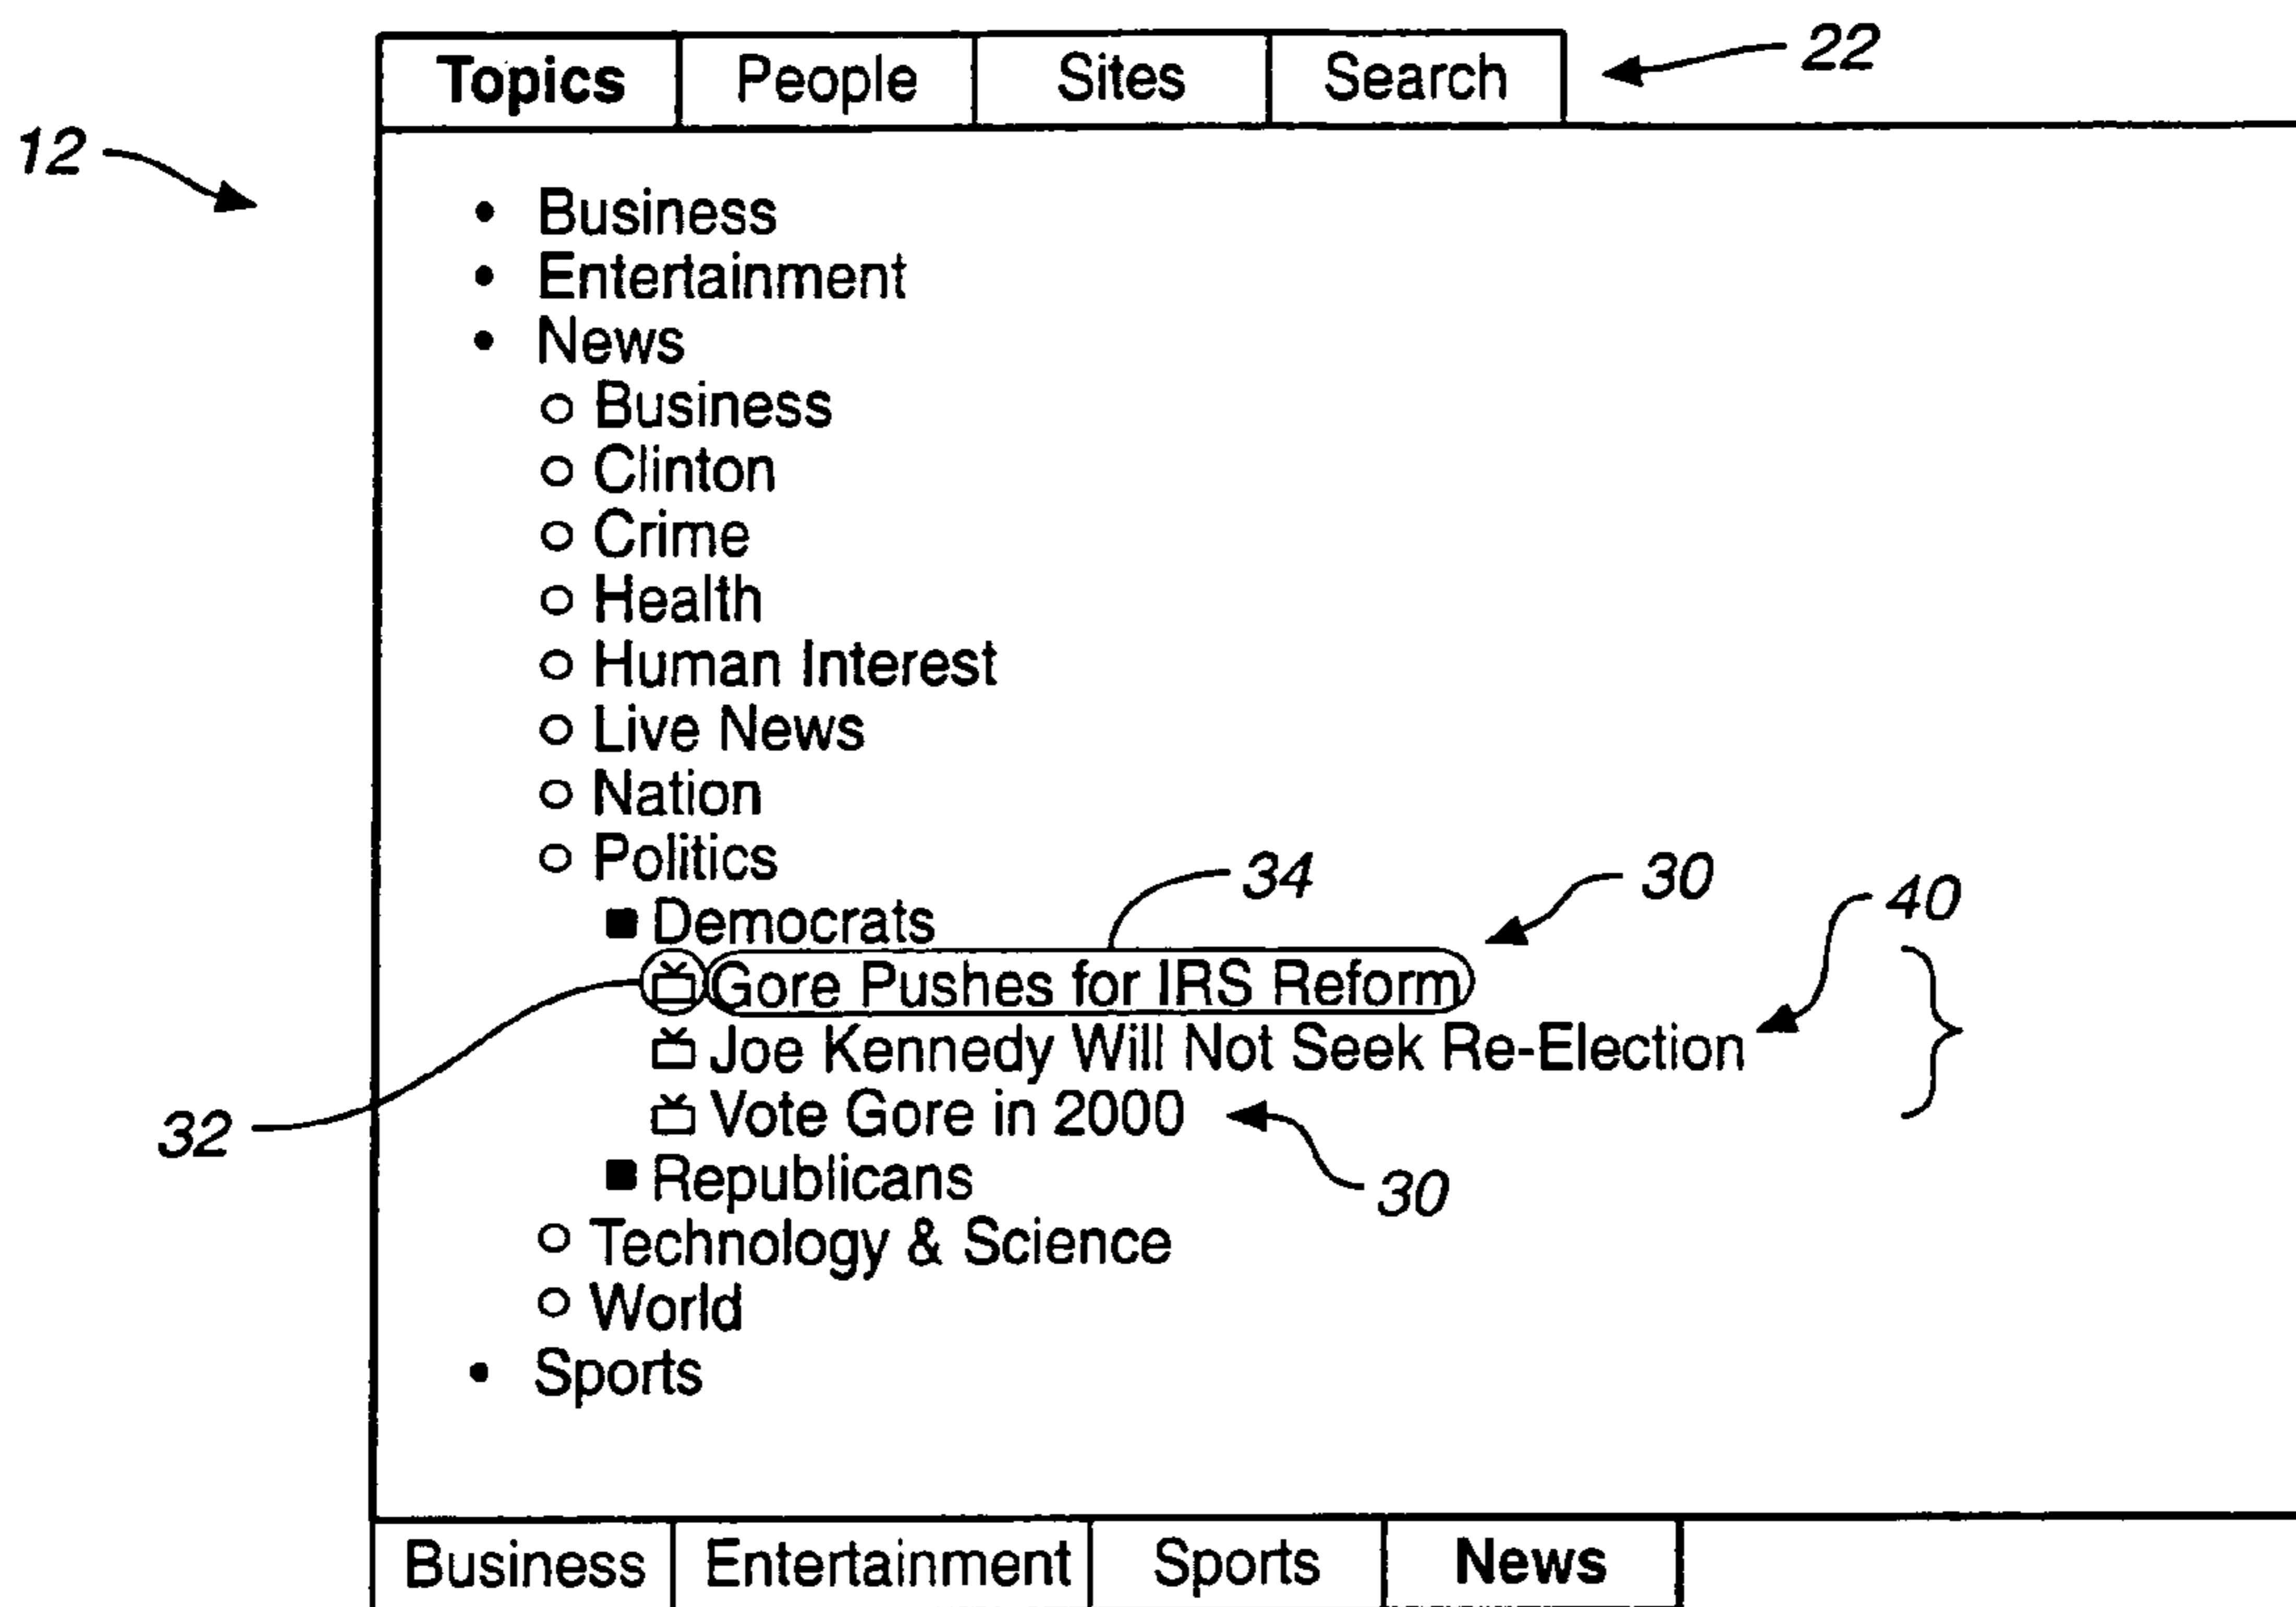 Topics People Sites Search 22
12
• Business
• Entertainment
• News
○ Business
○ Clinton
○ Crime
○ Health
○ Human Interest
○ Live News
○ Nation
○ Politics
34 30 40
■ Democrats
Gore Pushes for IRS Reform
Joe Kennedy Will Not Seek Re-Election
32 Vote Gore in 2000
■ Republicans 30
○ Technology & Science
○ World
• Sports
Business Entertainment Sports News